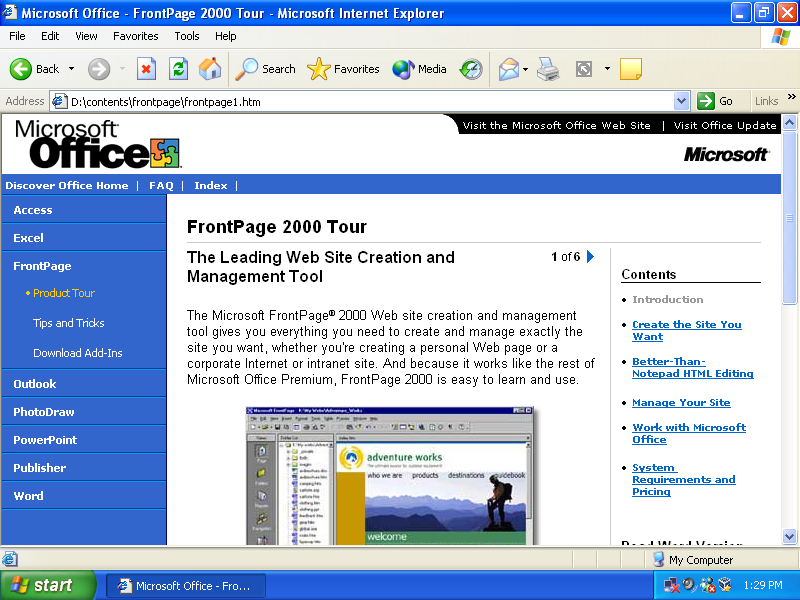 Microsoft Office - FrontPage 2000 Tour - Microsoft Internet Explorer
File Edit View Favorites Tools Help
Back Search Favorites Media
Address D:\contents\frontpage\frontpage1.htm Go Links »
Microsoft Office
Visit the Microsoft Office Web Site | Visit Office Update
Microsoft
Discover Office Home | FAQ | Index |
Access
Excel
FrontPage
• Product Tour
Tips and Tricks
Download Add-Ins
Outlook
PhotoDraw
PowerPoint
Publisher
Word
FrontPage 2000 Tour
The Leading Web Site Creation and
Management Tool
1 of 6
The Microsoft FrontPage® 2000 Web site creation and management
tool gives you everything you need to create and manage exactly the
site you want, whether you're creating a personal Web page or a
corporate Internet or intranet site. And because it works like the rest of
Microsoft Office Premium, FrontPage 2000 is easy to learn and use.
adventure works
who we are products destinations guidebook
welcome
Contents
• Introduction
• Create the Site You
Want
• Better-Than-
Notepad HTML Editing
• Manage Your Site
• Work with Microsoft
Office
• System
Requirements and
Pricing
Read Word Version
My Computer
start
Microsoft Office - Fro...
1:29 PM